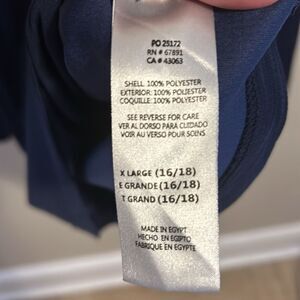 PO 25172
RN # 67891
CA # 43063
SHELL: 100% POLYESTER
EXTERIOR: 100% POLIESTER
COQUILLE: 100% POLYESTER
SEE REVERSE FOR CARE
VER AL DORSO PARA CUIDADO
VOIR AU VERSO POUR SOINS
X LARGE (16/18)
E GRANDE (16/18)
T GRAND (16/18)
MADE IN EGYPT
HECHO EN EGIPTO
FABRIQUE EN EGYPTE